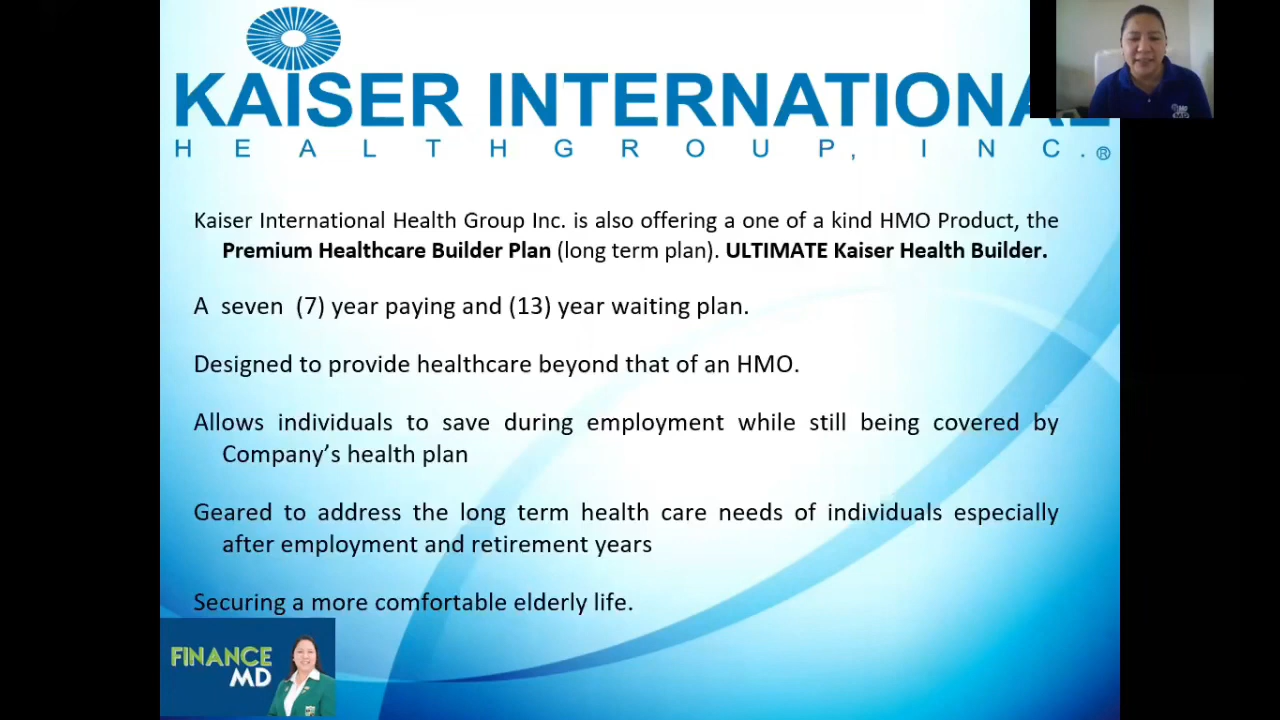 KAISER INTERNATIONAL
HEALTHGROUP, INC.®
Kaiser International Health Group Inc. is also offering a one of a kind HMO Product, the
Premium Healthcare Builder Plan (long term plan). ULTIMATE Kaiser Health Builder.
A seven (7) year paying and (13) year waiting plan.
Designed to provide healthcare beyond that of an HMO.
Allows individuals to save during employment while still being covered by
Company's health plan
Geared to address the long term health care needs of individuals especially
after employment and retirement years
Securing a more comfortable elderly life.
FINANCE
MD